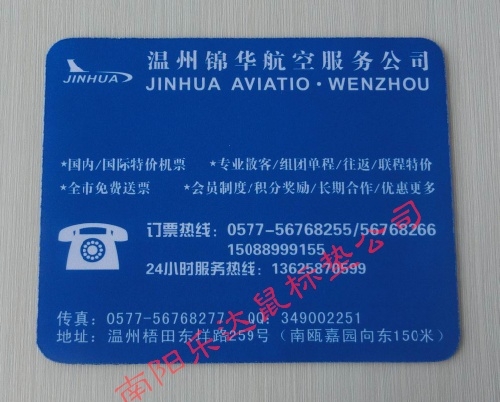 JINHUA
温州锦华航空服务公司
JINHUA AVIATIO·WENZHOU
*国内/国际特价机票 *专业散客/组团单程/往返/联程特价
*全市免费送票 *会员制度/积分奖励/长期合作/优惠更多
订票热线：0577-56768255/56768266
15088999155
24小时服务热线：13625870599
传真：0577-56768277 QQ：349002251
地址：温州梧田东垟路259号（南瓯嘉园向东150米）
南阳乐达鼠标垫公司